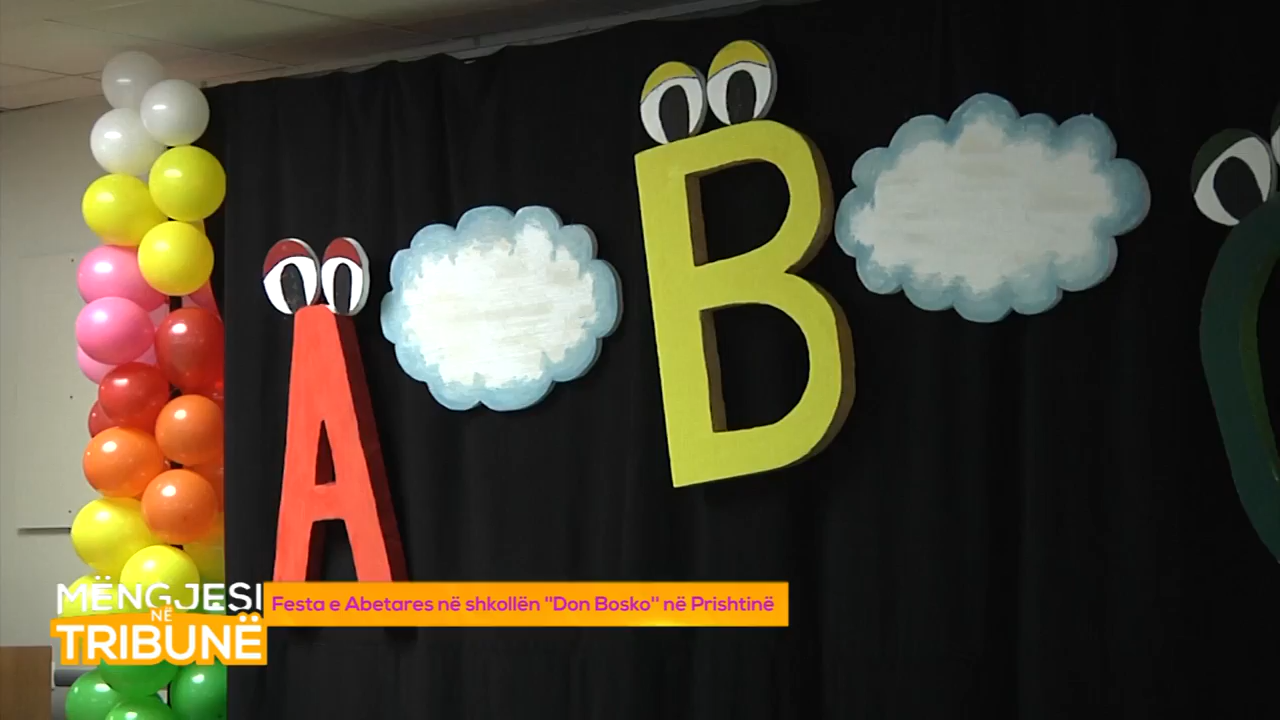 A
B
MËNGJESI
NË
TRIBUNË
Festa e Abetares në shkollën "Don Bosko" në Prishtinë